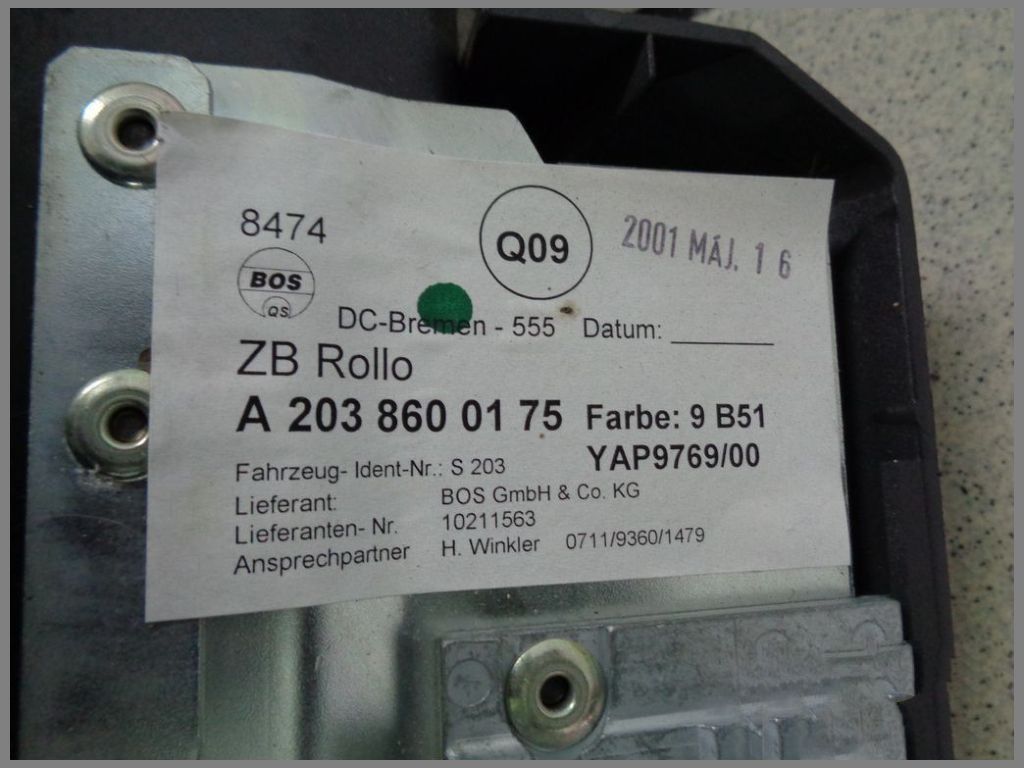 8474
Q09
2001 MÁJ. 16
BOS
QS
DC-Bremen - 555 Datum:
ZB Rollo
A 203 860 01 75 Farbe: 9 B51
YAP9769/00
Fahrzeug- Ident-Nr.: S 203
Lieferant: BOS GmbH & Co. KG
Lieferanten- Nr. 10211563
Ansprechpartner H. Winkler 0711/9360/1479